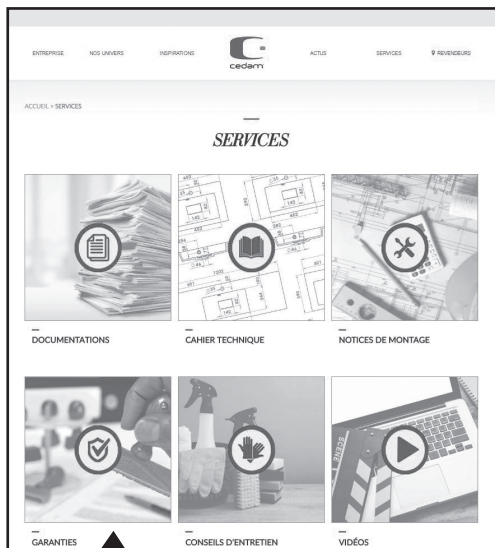 ENTREPRISE NOS UNIVERS INSPIRATIONS cedam ACTUS SERVICES REVENDEURS
ACCUEIL > SERVICES
SERVICES
DOCUMENTATIONS CAHIER TECHNIQUE NOTICES DE MONTAGE
GARANTIES CONSEILS D'ENTRETIEN VIDÉOS